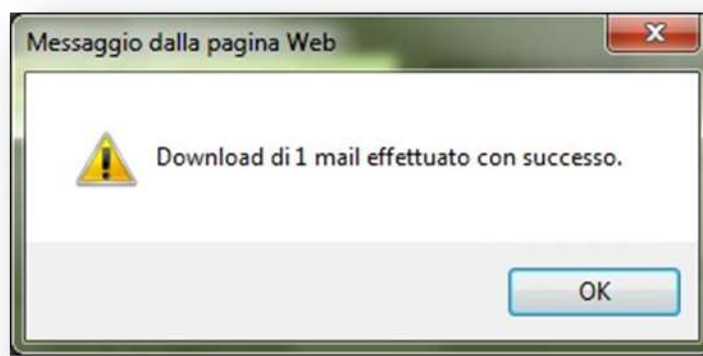 Messaggio dalla pagina Web
Download di 1 mail effettuato con successo.
OK